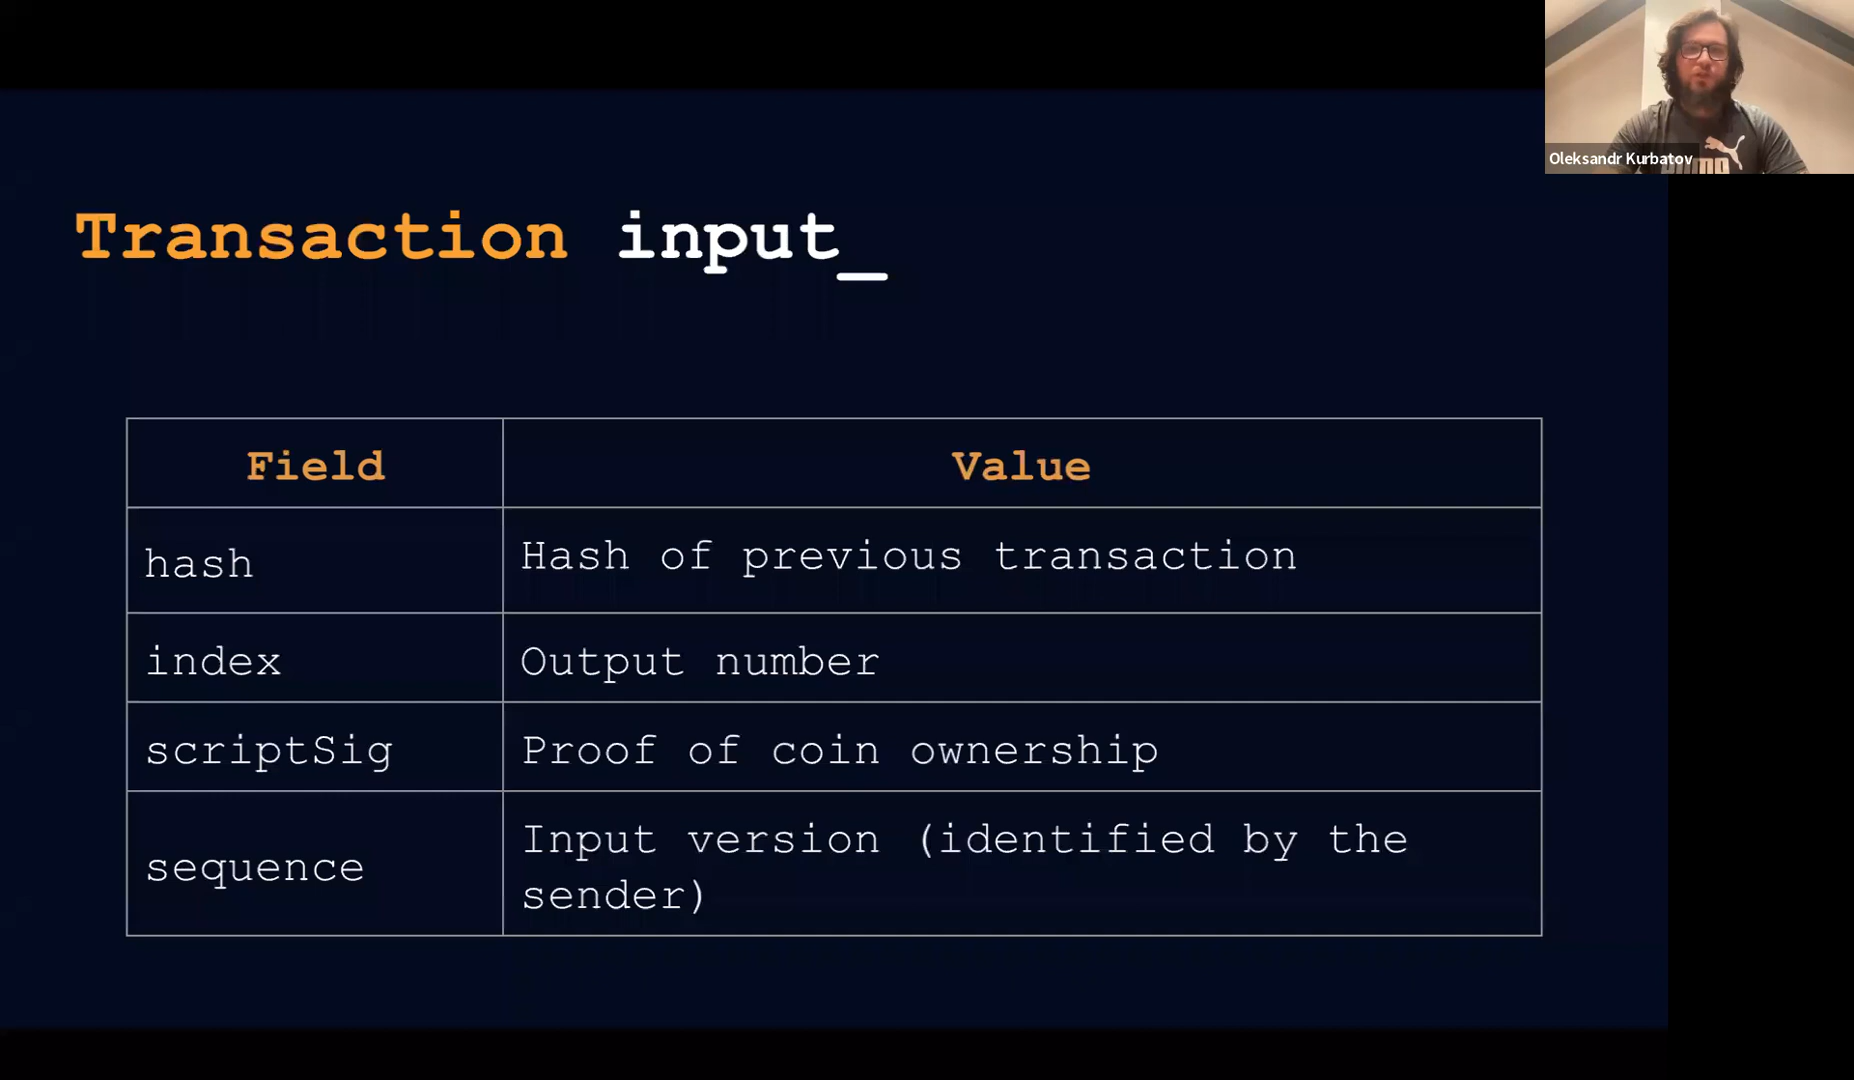 Oleksandr Kurbatov
PUMA
Transaction input_
Field Value
hash Hash of previous transaction
index Output number
scriptSig Proof of coin ownership
sequence Input version (identified by the
sender)